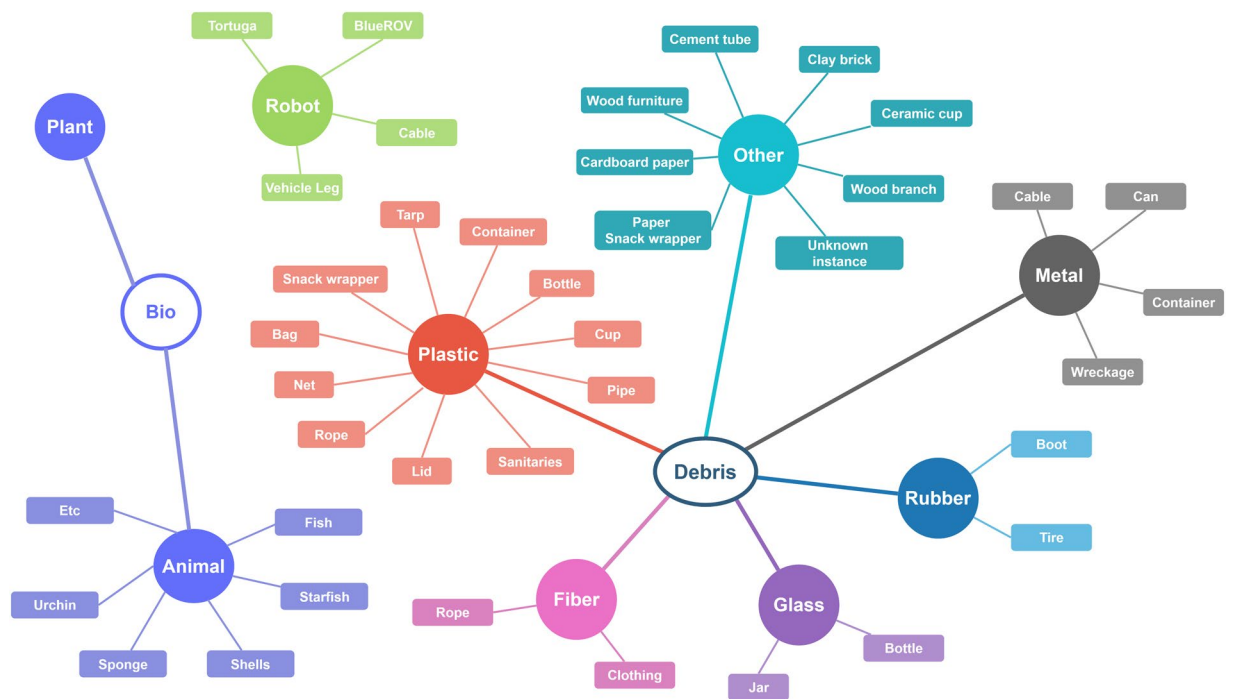 Tortuga
BlueROV
Robot
Cable
Vehicle Leg
Plant
Bio
Etc
Fish
Animal
Urchin
Starfish
Sponge
Shells
Tarp
Container
Snack wrapper
Bottle
Bag
Cup
Plastic
Net
Pipe
Rope
Lid
Sanitaries
Cement tube
Clay brick
Wood furniture
Ceramic cup
Other
Cardboard paper
Wood branch
Paper
Snack wrapper
Unknown
instance
Cable
Can
Metal
Container
Wreckage
Debris
Boot
Rubber
Tire
Fiber
Rope
Clothing
Glass
Bottle
Jar